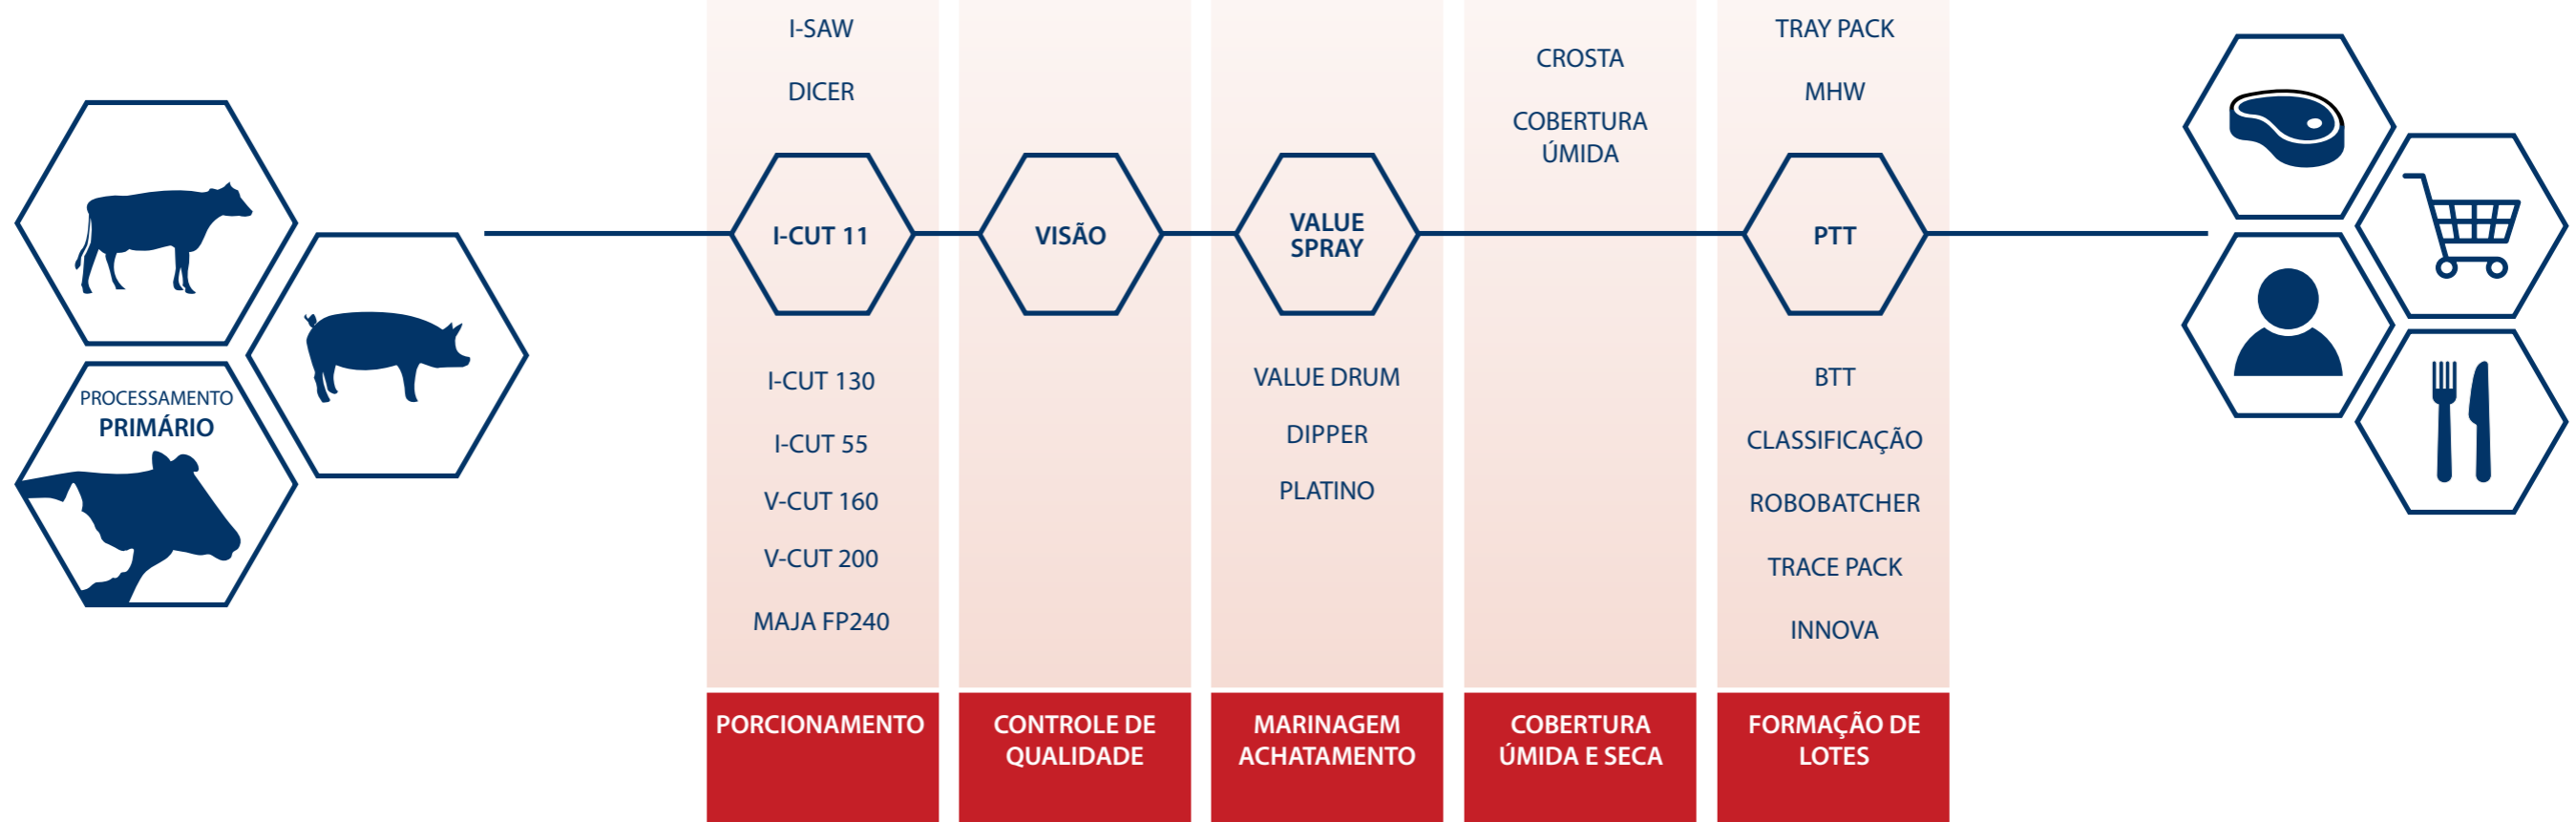 PROCESSAMENTO
PRIMÁRIO
I-SAW
DICER
I-CUT 11
I-CUT 130
I-CUT 55
V-CUT 160
V-CUT 200
MAJA FP240
PORCIONAMENTO
VISÃO
CONTROLE DE
QUALIDADE
VALUE
SPRAY
VALUE DRUM
DIPPER
PLATINO
MARINAGEM
ACHATAMENTO
CROSTA
COBERTURA
ÚMIDA
COBERTURA
ÚMIDA E SECA
TRAY PACK
MHW
PTT
BTT
CLASSIFICAÇÃO
ROBOBATCHER
TRACE PACK
INNOVA
FORMAÇÃO DE
LOTES